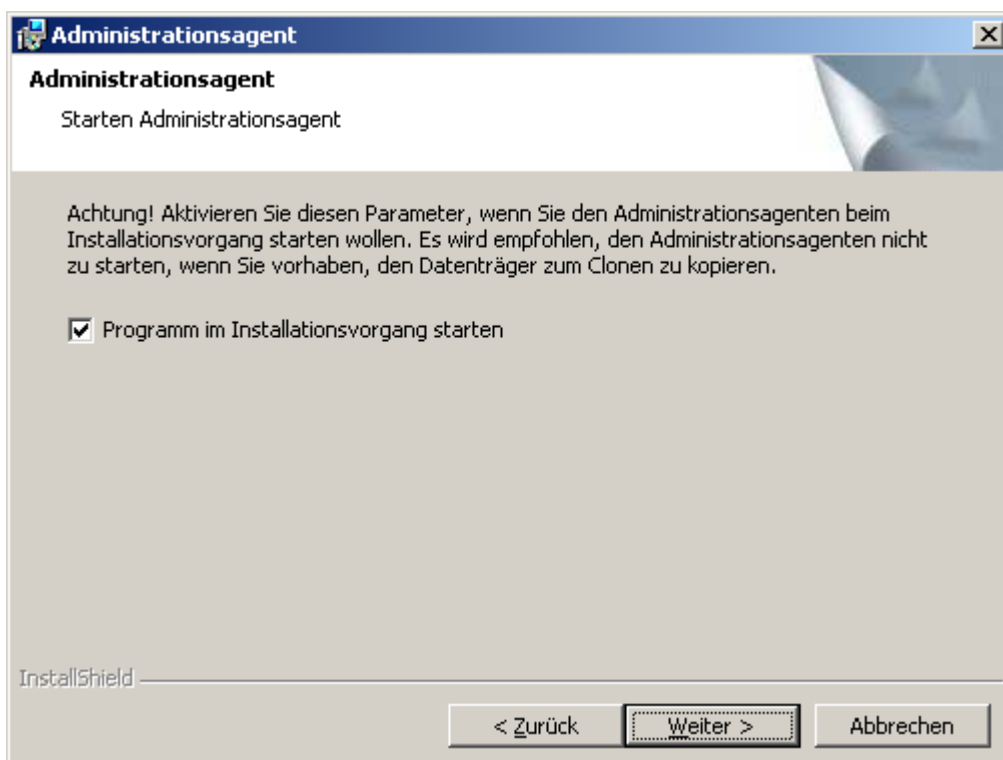 Administrationsagent
Administrationsagent
Starten Administrationsagent
Achtung! Aktivieren Sie diesen Parameter, wenn Sie den Administrationsagenten beim
Installationsvorgang starten wollen. Es wird empfohlen, den Administrationsagenten nicht
zu starten, wenn Sie vorhaben, den Datenträger zum Clonen zu kopieren.
Programm im Installationsvorgang starten
InstallShield
< Zurück
Weiter >
Abbrechen